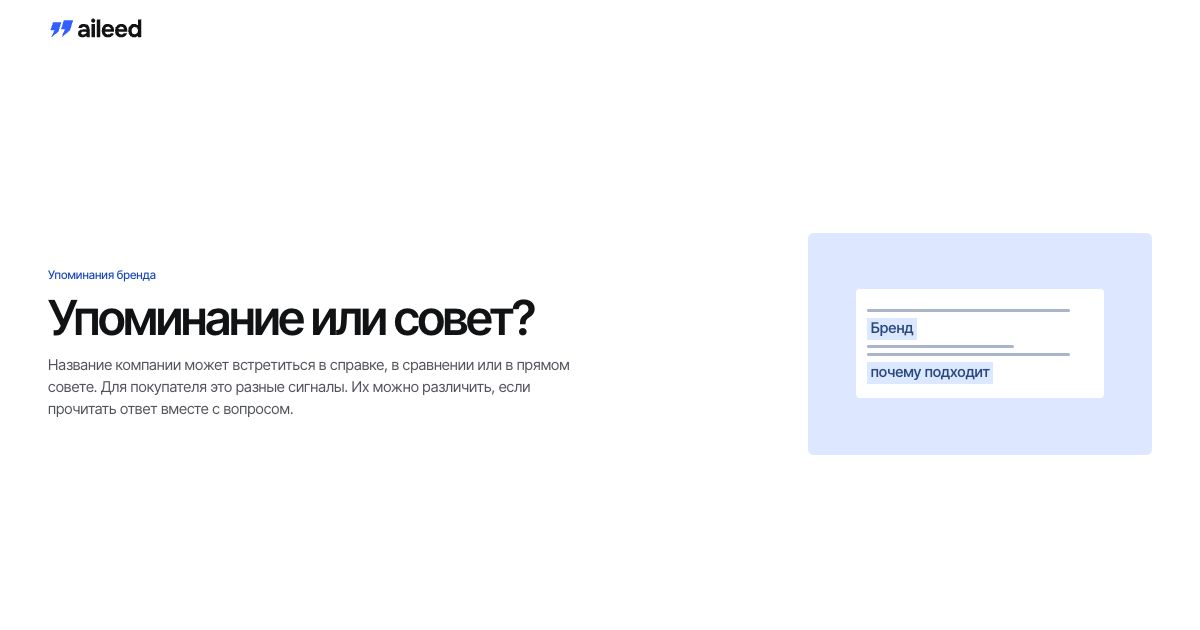 aileed
Упоминания бренда
Упоминание или совет?
Название компании может встретиться в справке, в сравнении или в прямом
совете. Для покупателя это разные сигналы. Их можно различить, если
прочитать ответ вместе с вопросом.
Бренд
почему подходит